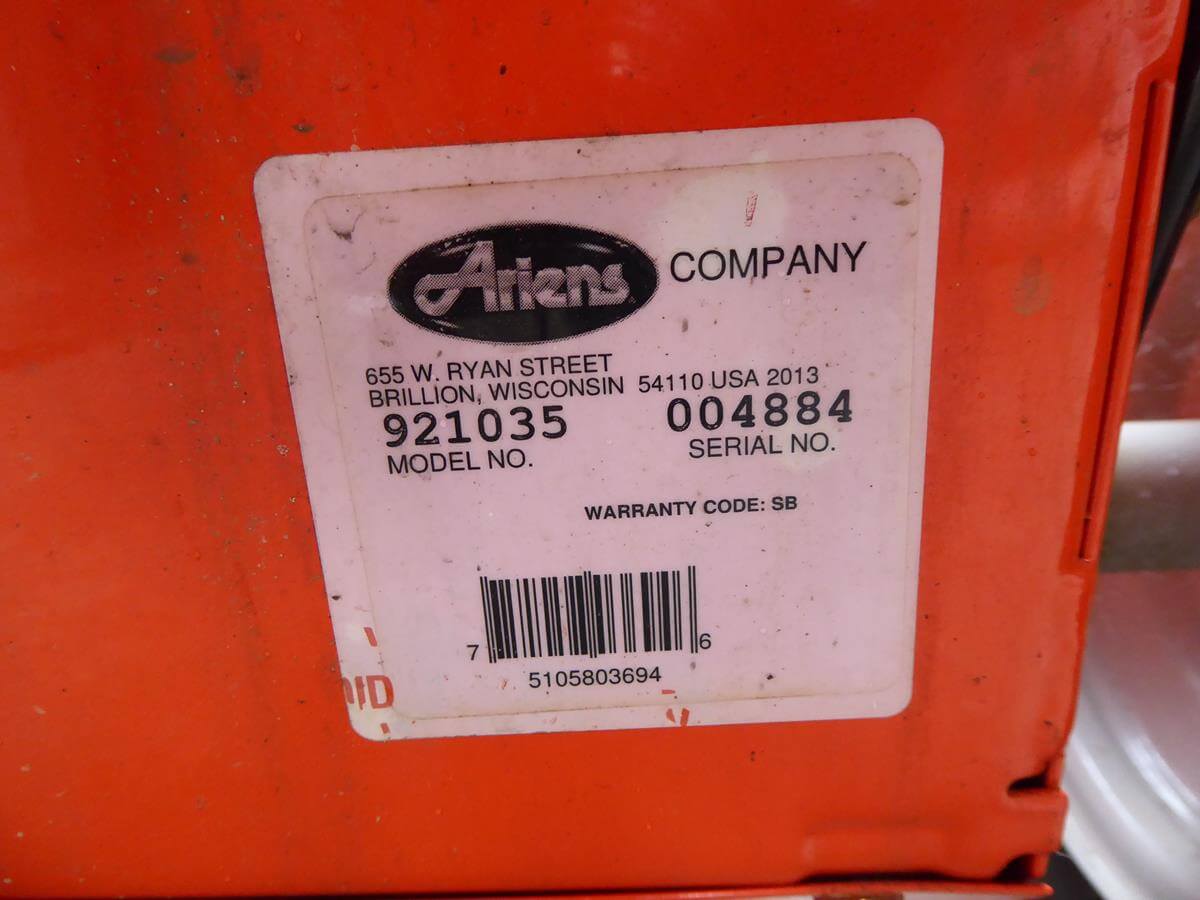 Ariens COMPANY
655 W. RYAN STREET
BRILLION, WISCONSIN 54110 USA 2013
921035 004884
MODEL NO. SERIAL NO.
WARRANTY CODE: SB
7 6
5105803694